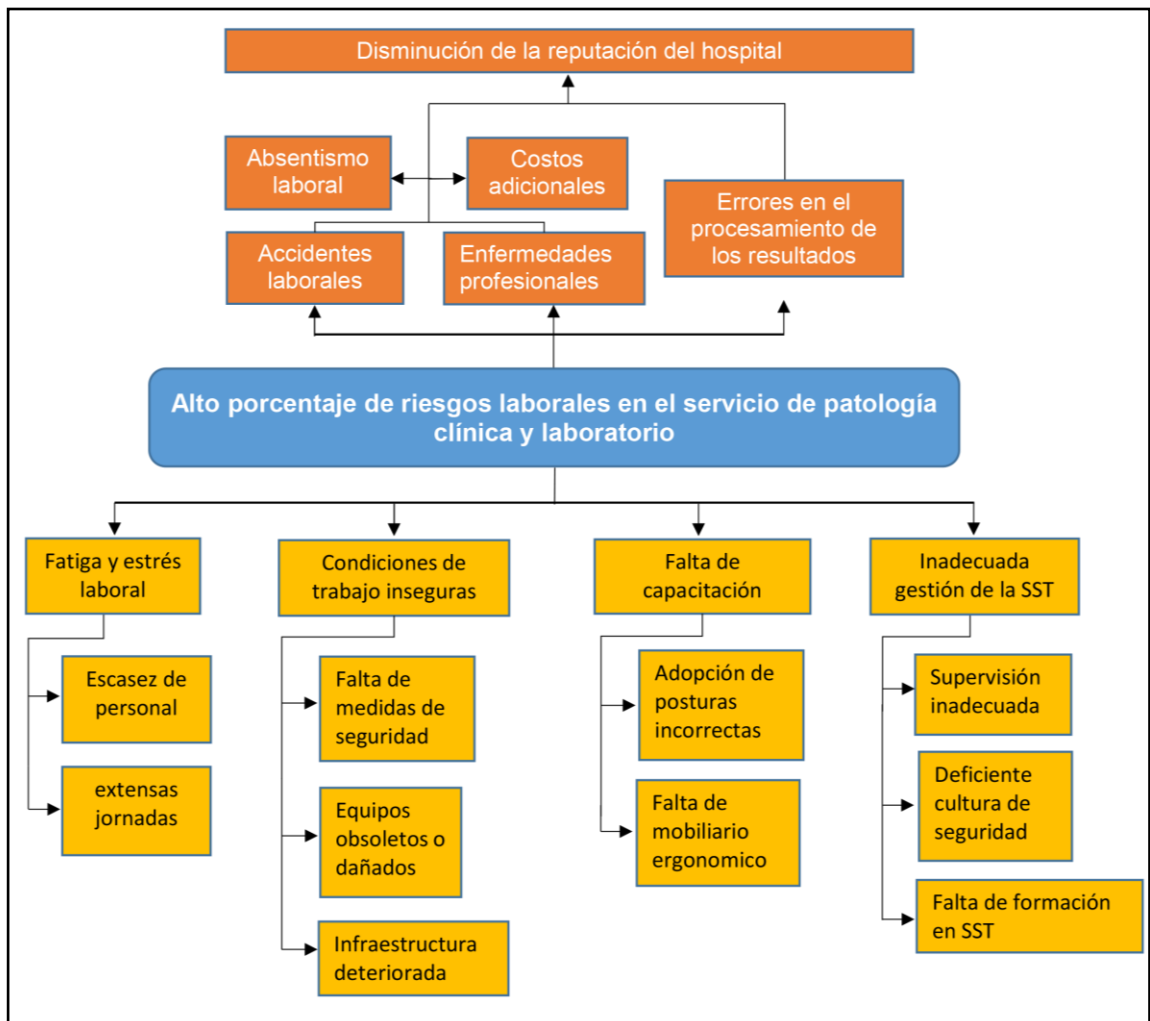 Disminución de la reputación del hospital
Absentismo
laboral
Costos
adicionales
Errores en el
procesamiento de
los resultados
Accidentes
laborales
Enfermedades
profesionales
Alto porcentaje de riesgos laborales en el servicio de patología
clínica y laboratorio
Fatiga y estrés
laboral
Escasez de
personal
extensas
jornadas
Condiciones de
trabajo inseguras
Falta de
medidas de
seguridad
Equipos
obsoletos o
dañados
Infraestructura
deteriorada
Falta de
capacitación
Adopción de
posturas
incorrectas
Falta de
mobiliario
ergonomico
Inadecuada
gestión de la SST
Supervisión
inadecuada
Deficiente
cultura de
seguridad
Falta de formación
en SST